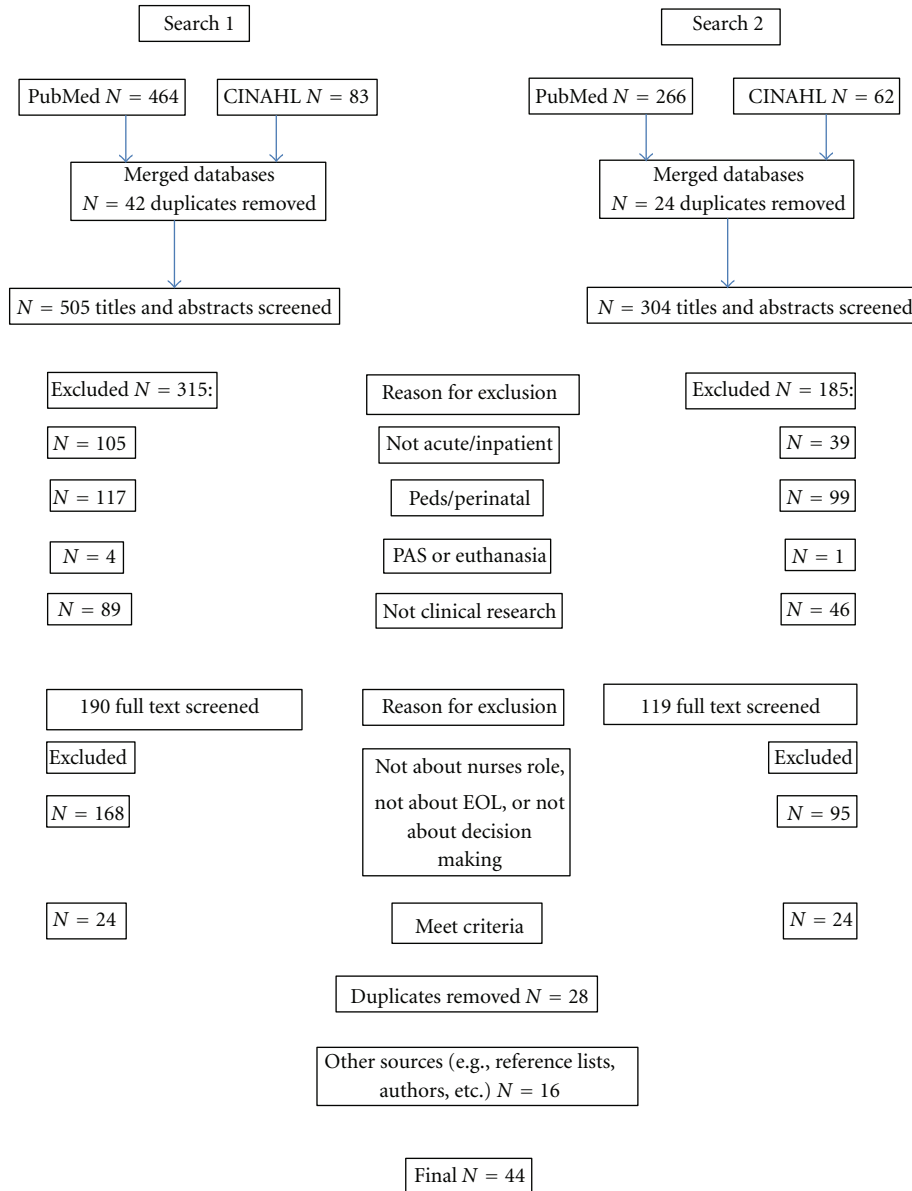 Search 1
Search 2
PubMed N = 464
CINAHL N = 83
PubMed N = 266
CINAHL N = 62
Merged databases
N = 42 duplicates removed
Merged databases
N = 24 duplicates removed
N = 505 titles and abstracts screened
N = 304 titles and abstracts screened
Excluded N = 315:
Reason for exclusion
Excluded N = 185:
N = 105
Not acute/inpatient
N = 39
N = 117
Peds/perinatal
N = 99
N = 4
PAS or euthanasia
N = 1
N = 89
Not clinical research
N = 46
190 full text screened
Reason for exclusion
119 full text screened
Excluded
N = 168
Not about nurses role,
not about EOL, or not
about decision
making
Excluded
N = 95
N = 24
Meet criteria
N = 24
Duplicates removed N = 28
Other sources (e.g., reference lists,
authors, etc.) N = 16
Final N = 44